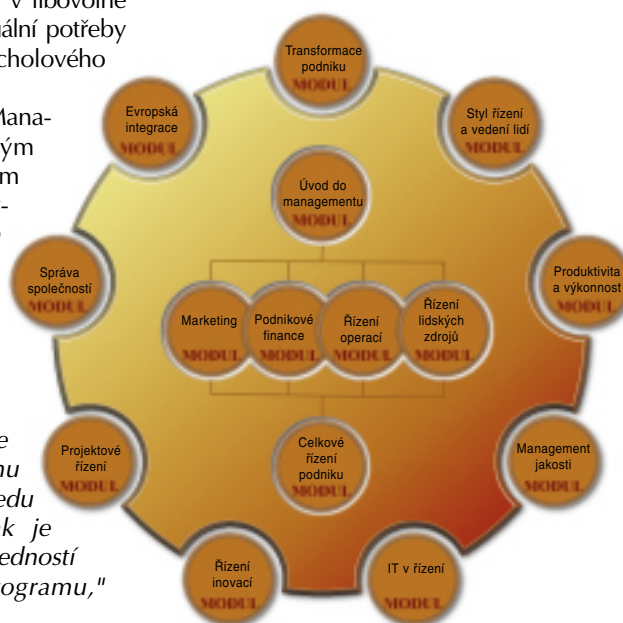 v libovolné
uální potřeby
cholového
Mana-
ým
m
e
mu
edu
ak je
edností
ogramu,"
Transformace
podniku
MODUL
Evropská
integrace
MODUL
Styl řízení
a vedení lidí
MODUL
Úvod do
managementu
MODUL
Správa
společností
MODUL
Produktivita
a výkonnost
MODUL
Marketing
MODUL
Podnikové
finance
MODUL
Řízení
operací
MODUL
Řízení
lidských
zdrojů
MODUL
Projektové
řízení
MODUL
Celkové
řízení
podniku
MODUL
Management
jakosti
MODUL
Řízení
inovací
MODUL
IT v řízení
MODUL